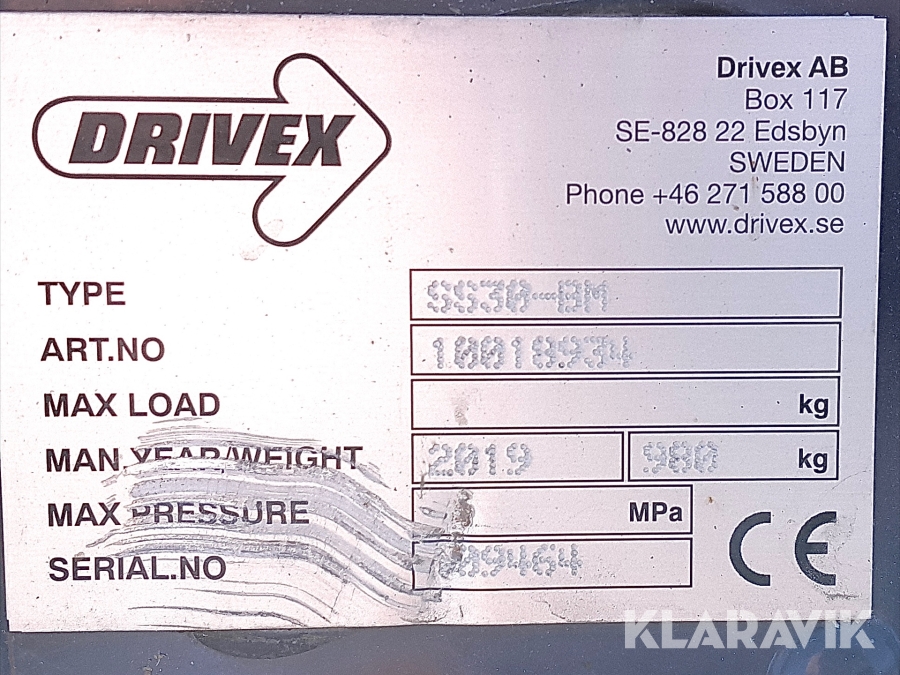 DRIVEX
Drivex AB
Box 117
SE-828 22 Edsbyn
SWEDEN
Phone +46 271 588 00
www.drivex.se
TYPE SS30-BM
ART.NO 10018934
MAX LOAD kg
MAN YEAR/WEIGHT 2019 980 kg
MAX PRESSURE MPa
SERIAL.NO 09464
CE
KLARAVIK